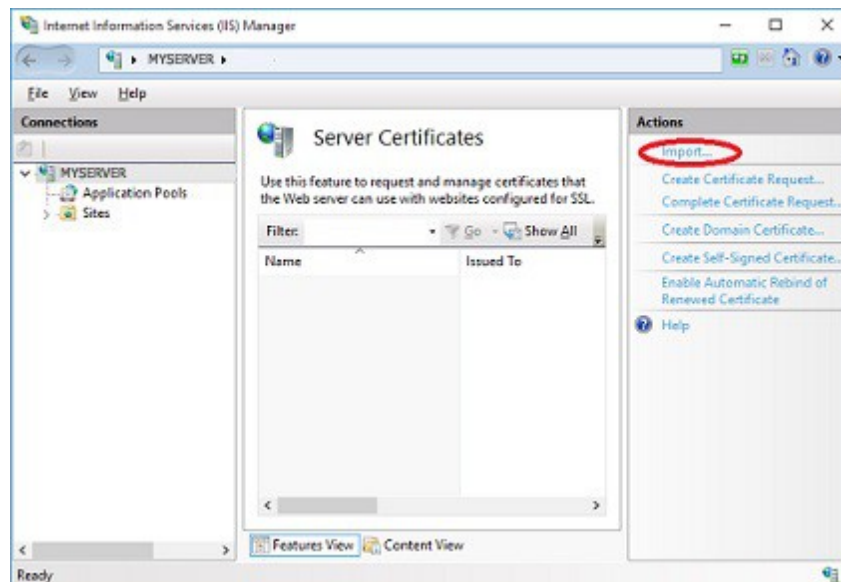 Internet Information Services (IIS) Manager
MYSERVER
File View Help
Connections
MYSERVER
Application Pools
Sites
Server Certificates
Use this feature to request and manage certificates that
the Web server can use with websites configured for SSL.
Filter: Go Show All
Name Issued To
Features View Content View
Actions
Import...
Create Certificate Request...
Complete Certificate Request...
Create Domain Certificate...
Create Self-Signed Certificate...
Enable Automatic Rebind of
Renewed Certificate
Help
Ready